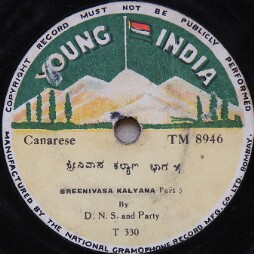 COPYRIGHT RECORD MUST NOT BE PUBLICLY PERFORMED
YOUNG INDIA
Canarese TM 8946
ಶ್ರೀನಿವಾಸ ಕಲ್ಯಾಣ ಭಾಗ
SREENIVASA KALYANA Part
By
D. N. S. and Party
T 330
MANUFACTURED BY THE NATIONAL GRAMOPHONE RECORD MFG. CO. LTD. BOMBAY.